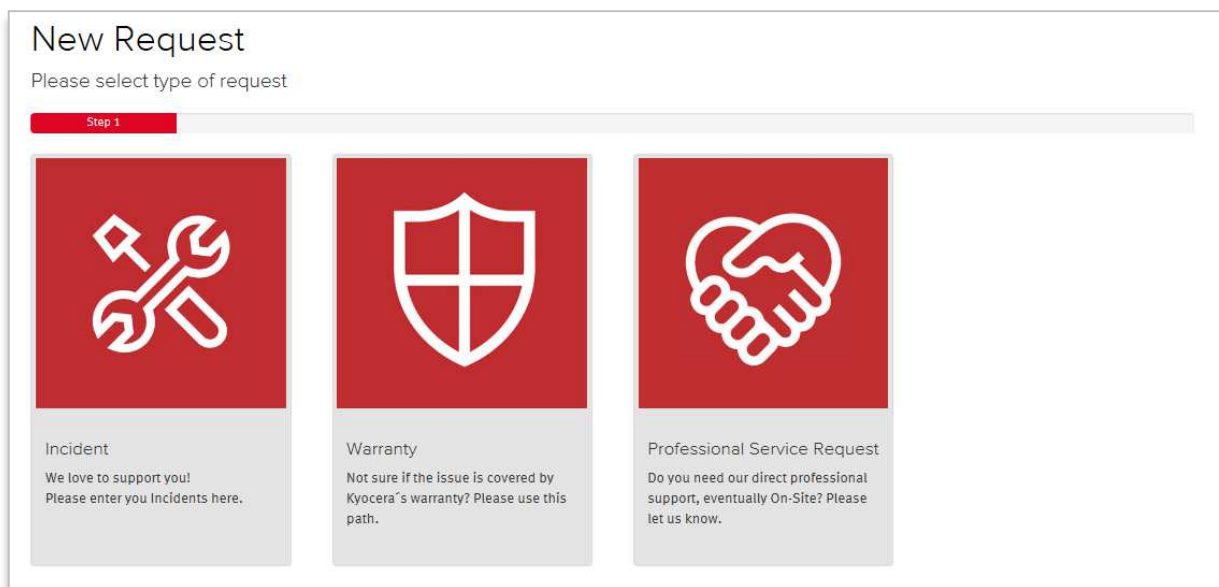 New Request
Please select type of request
Step 1
Incident
We love to support you!
Please enter you Incidents here.
Warranty
Not sure if the issue is covered by
Kyocera´s warranty? Please use this
path.
Professional Service Request
Do you need our direct professional
support, eventually On-Site? Please
let us know.